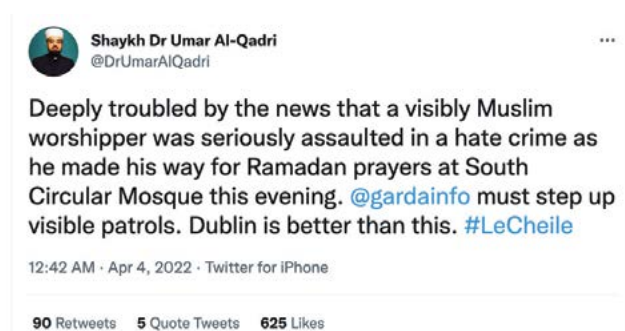 Shaykh Dr Umar Al-Qadri
@DrUmarAlQadri
Deeply troubled by the news that a visibly Muslim
worshipper was seriously assaulted in a hate crime as
he made his way for Ramadan prayers at South
Circular Mosque this evening. @gardainfo must step up
visible patrols. Dublin is better than this. #LeCheile
12:42 AM · Apr 4, 2022 · Twitter for iPhone
90 Retweets 5 Quote Tweets 625 Likes